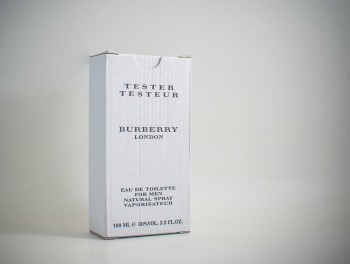 TESTER
TESTEUR
BURBERRY
LONDON
EAU DE TOILETTE
FOR MEN
NATURAL SPRAY
VAPORISATEUR
100 ML ℮ 80%VOL. 3.3 FL.OZ.